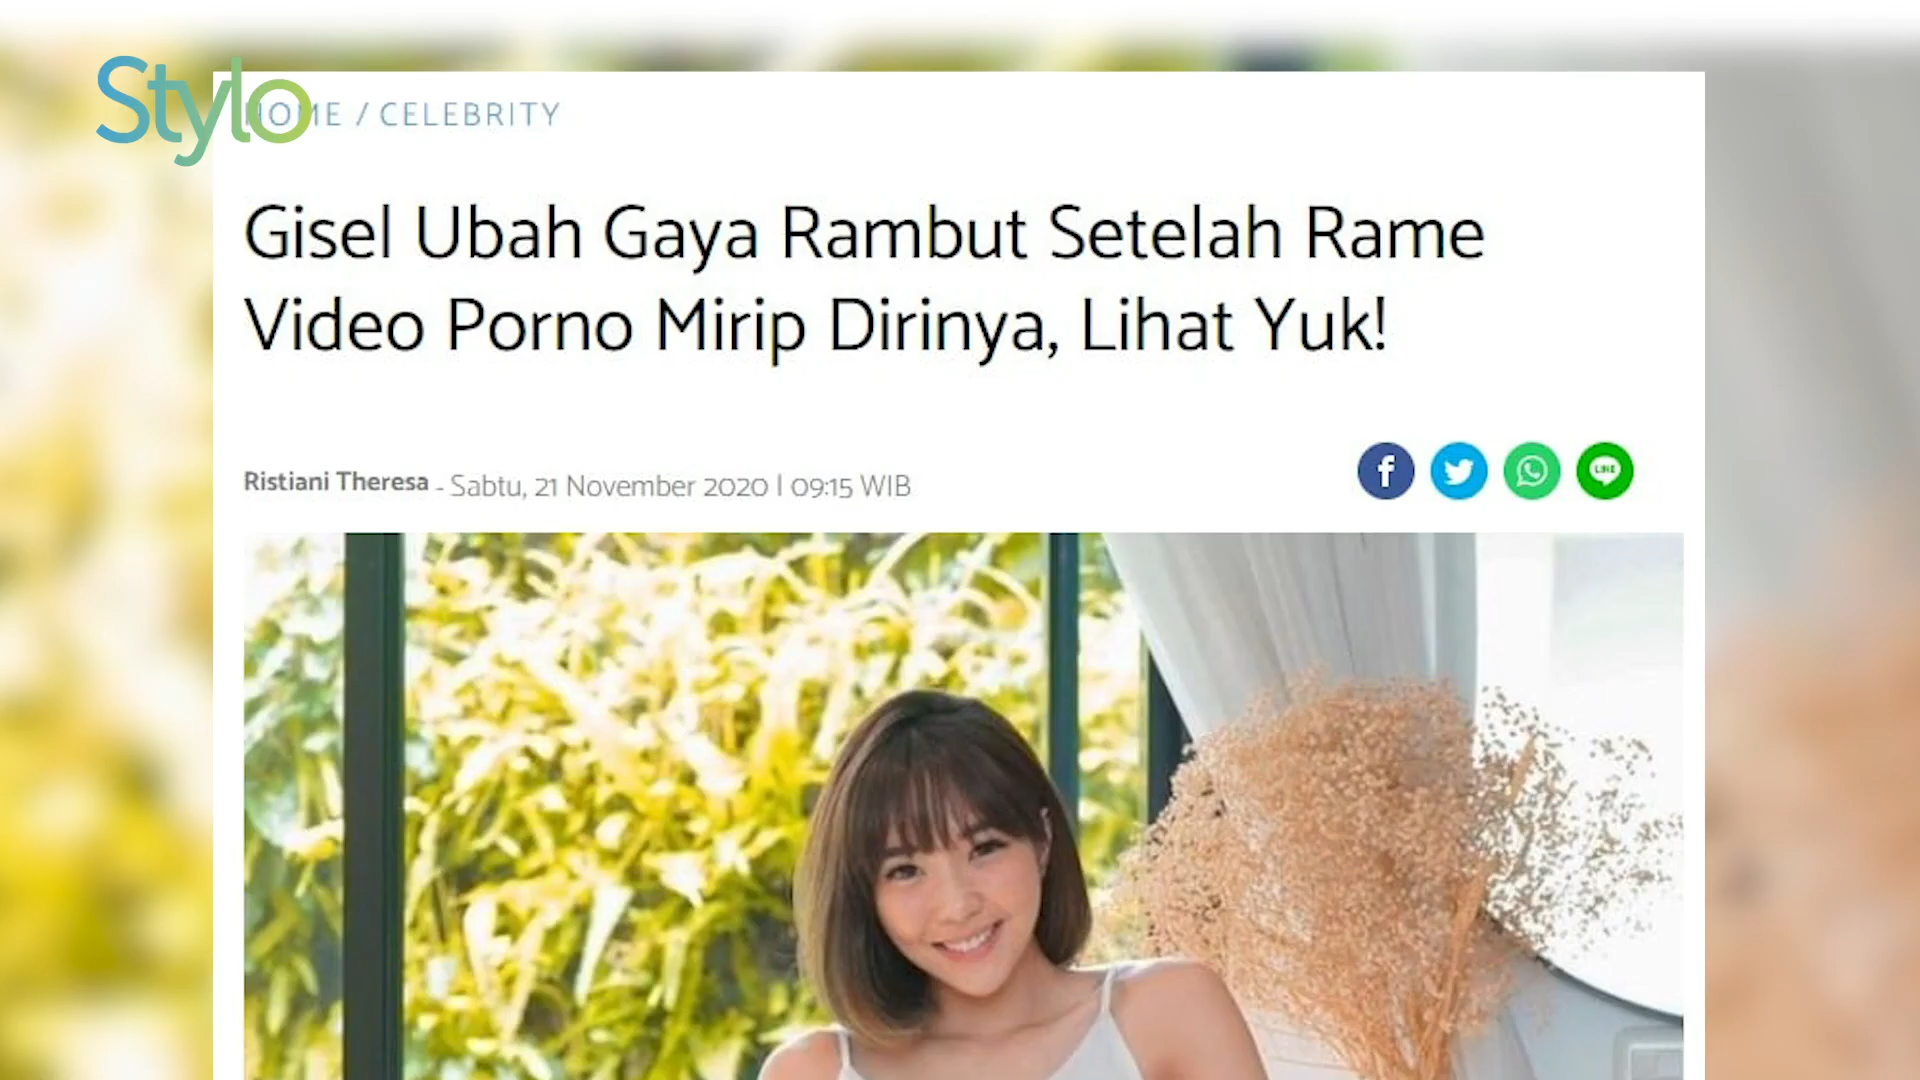 Stylo
HOME / CELEBRITY
Gisel Ubah Gaya Rambut Setelah Rame
Video Porno Mirip Dirinya, Lihat Yuk!
Ristiani Theresa - Sabtu, 21 November 2020 | 09:15 WIB
LINE